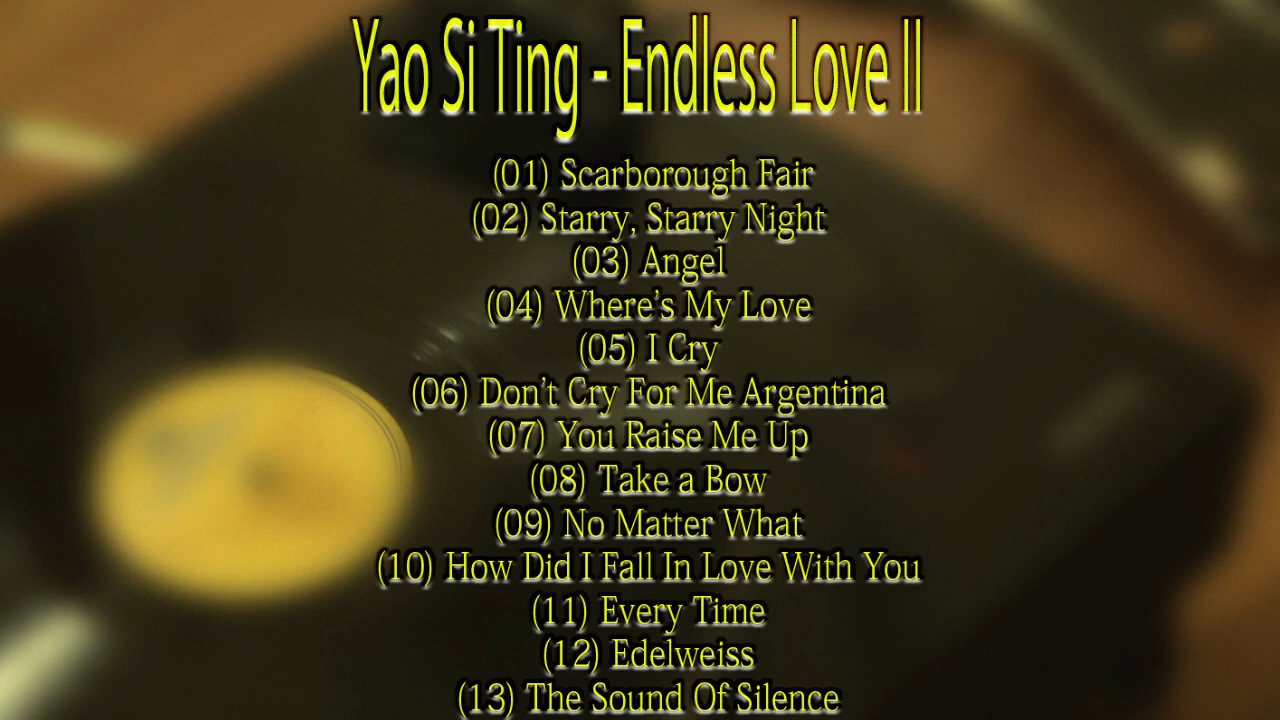 Yao Si Ting - Endless Love II
(01) Scarborough Fair
(02) Starry, Starry Night
(03) Angel
(04) Where's My Love
(05) I Cry
(06) Don't Cry For Me Argentina
(07) You Raise Me Up
(08) Take a Bow
(09) No Matter What
(10) How Did I Fall In Love With You
(11) Every Time
(12) Edelweiss
(13) The Sound Of Silence